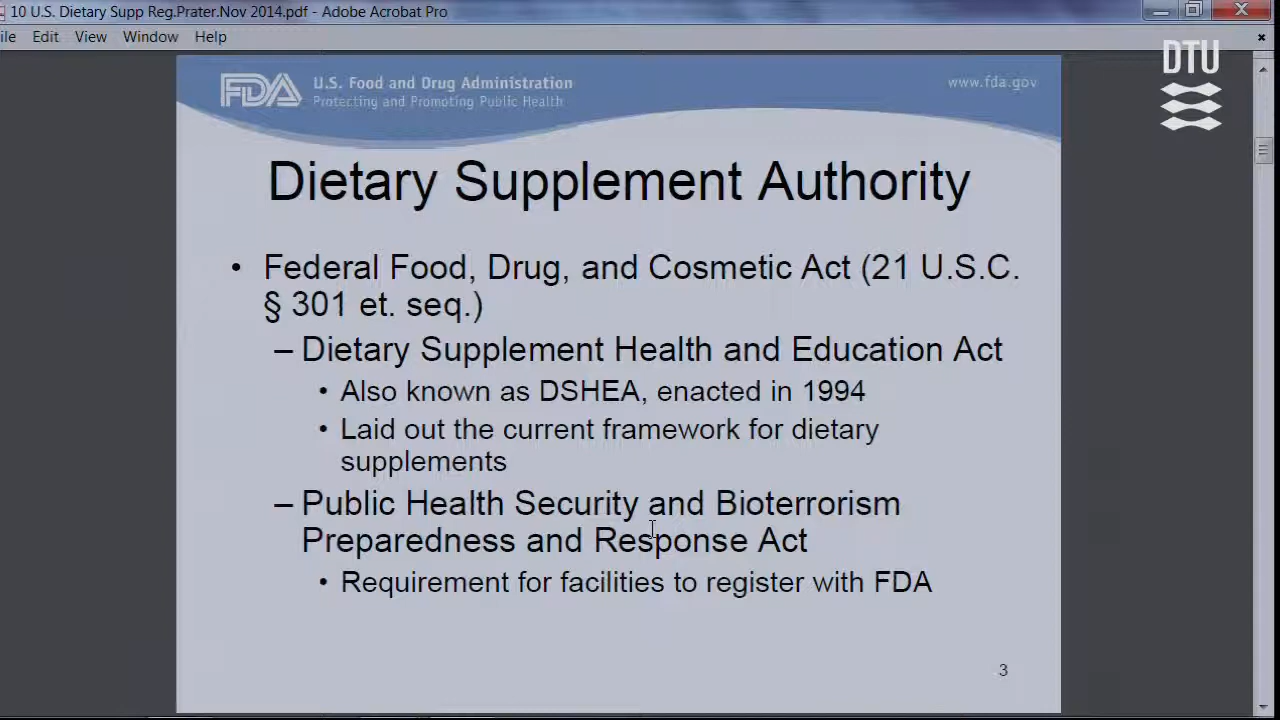 10 U.S. Dietary Supp Reg.Prater.Nov 2014.pdf - Adobe Acrobat Pro
ile Edit View Window Help
DTU
FDA U.S. Food and Drug Administration
Protecting and Promoting Public Health
www.fda.gov
Dietary Supplement Authority
• Federal Food, Drug, and Cosmetic Act (21 U.S.C.
§ 301 et. seq.)
– Dietary Supplement Health and Education Act
• Also known as DSHEA, enacted in 1994
• Laid out the current framework for dietary
supplements
– Public Health Security and Bioterrorism
Preparedness and Response Act
• Requirement for facilities to register with FDA
3